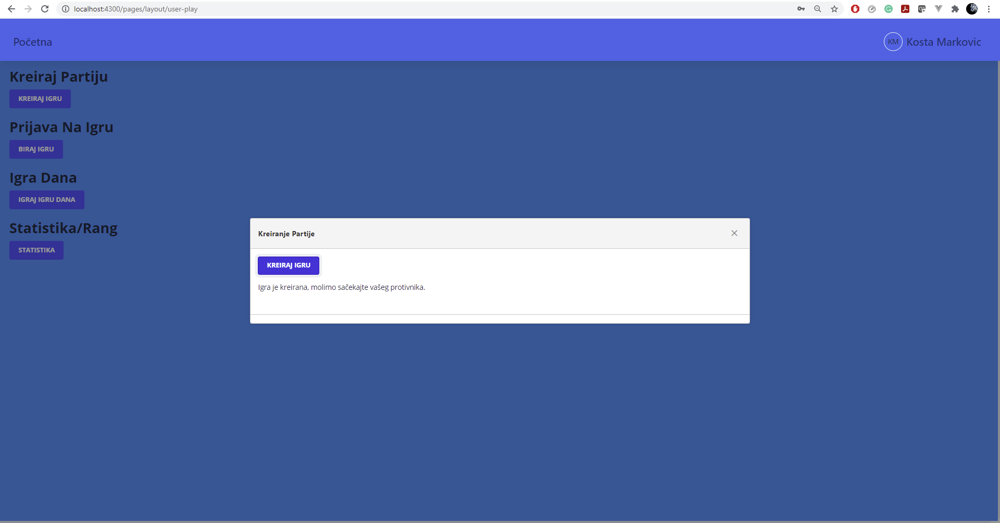 localhost:4300/pages/layout/user-play
Početna
KM Kosta Markovic
Kreiraj Partiju
KREIRAJ IGRU
Prijava Na Igru
BIRAJ IGRU
Igra Dana
IGRAJ IGRU DANA
Statistika/Rang
STATISTIKA
Kreiranje Partije
KREIRAJ IGRU
Igra je kreirana, molimo sačekajte vašeg protivnika.